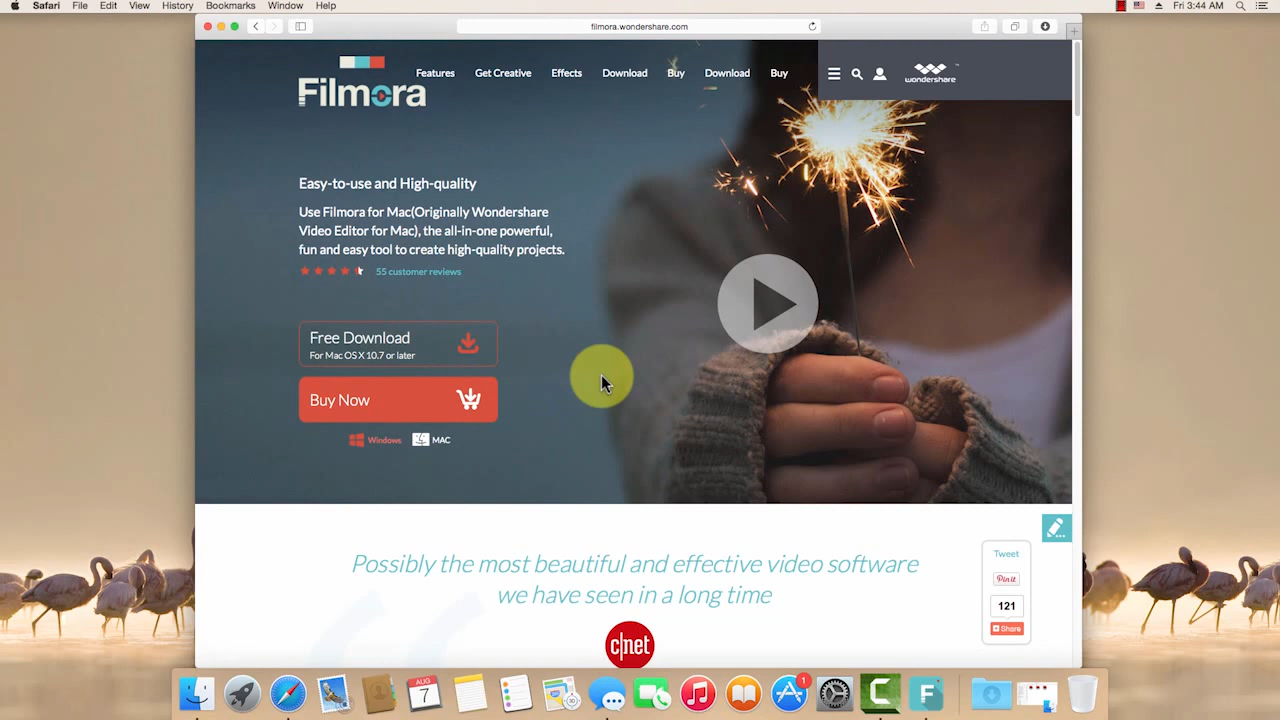 Safari File Edit View History Bookmarks Window Help
Fri 3:44 AM
filmora.wondershare.com
Filmora
Features Get Creative Effects Download Buy Download Buy
wondershare
Easy-to-use and High-quality
Use Filmora for Mac(Originally Wondershare
Video Editor for Mac), the all-in-one powerful,
fun and easy tool to create high-quality projects.
55 customer reviews
Free Download
For Mac OS X 10.7 or later
Buy Now
Windows MAC
Possibly the most beautiful and effective video software
we have seen in a long time
c|net
Tweet
Pin it
121
Share
AUG
7
1
C
F